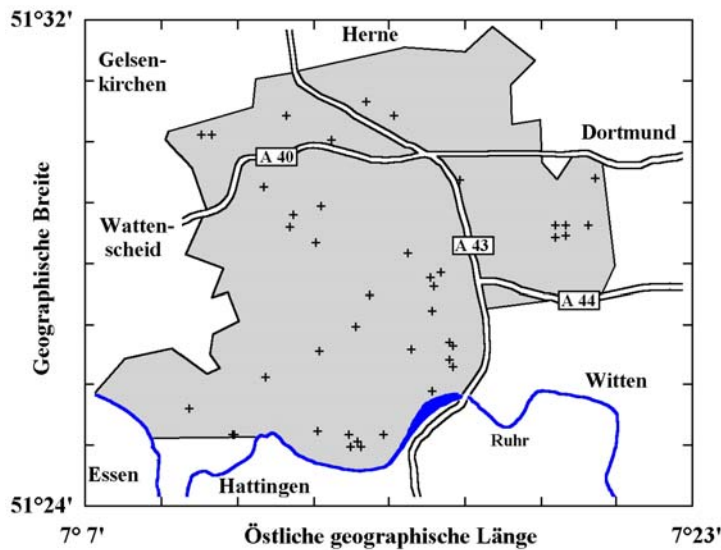 51°32'
Herne
Gelsen-
kirchen
Dortmund
A 40
Watten-
scheid
A 43
A 44
Geographische Breite
Witten
Ruhr
Essen
Hattingen
51°24'
7° 7'
Östliche geographische Länge
7°23'